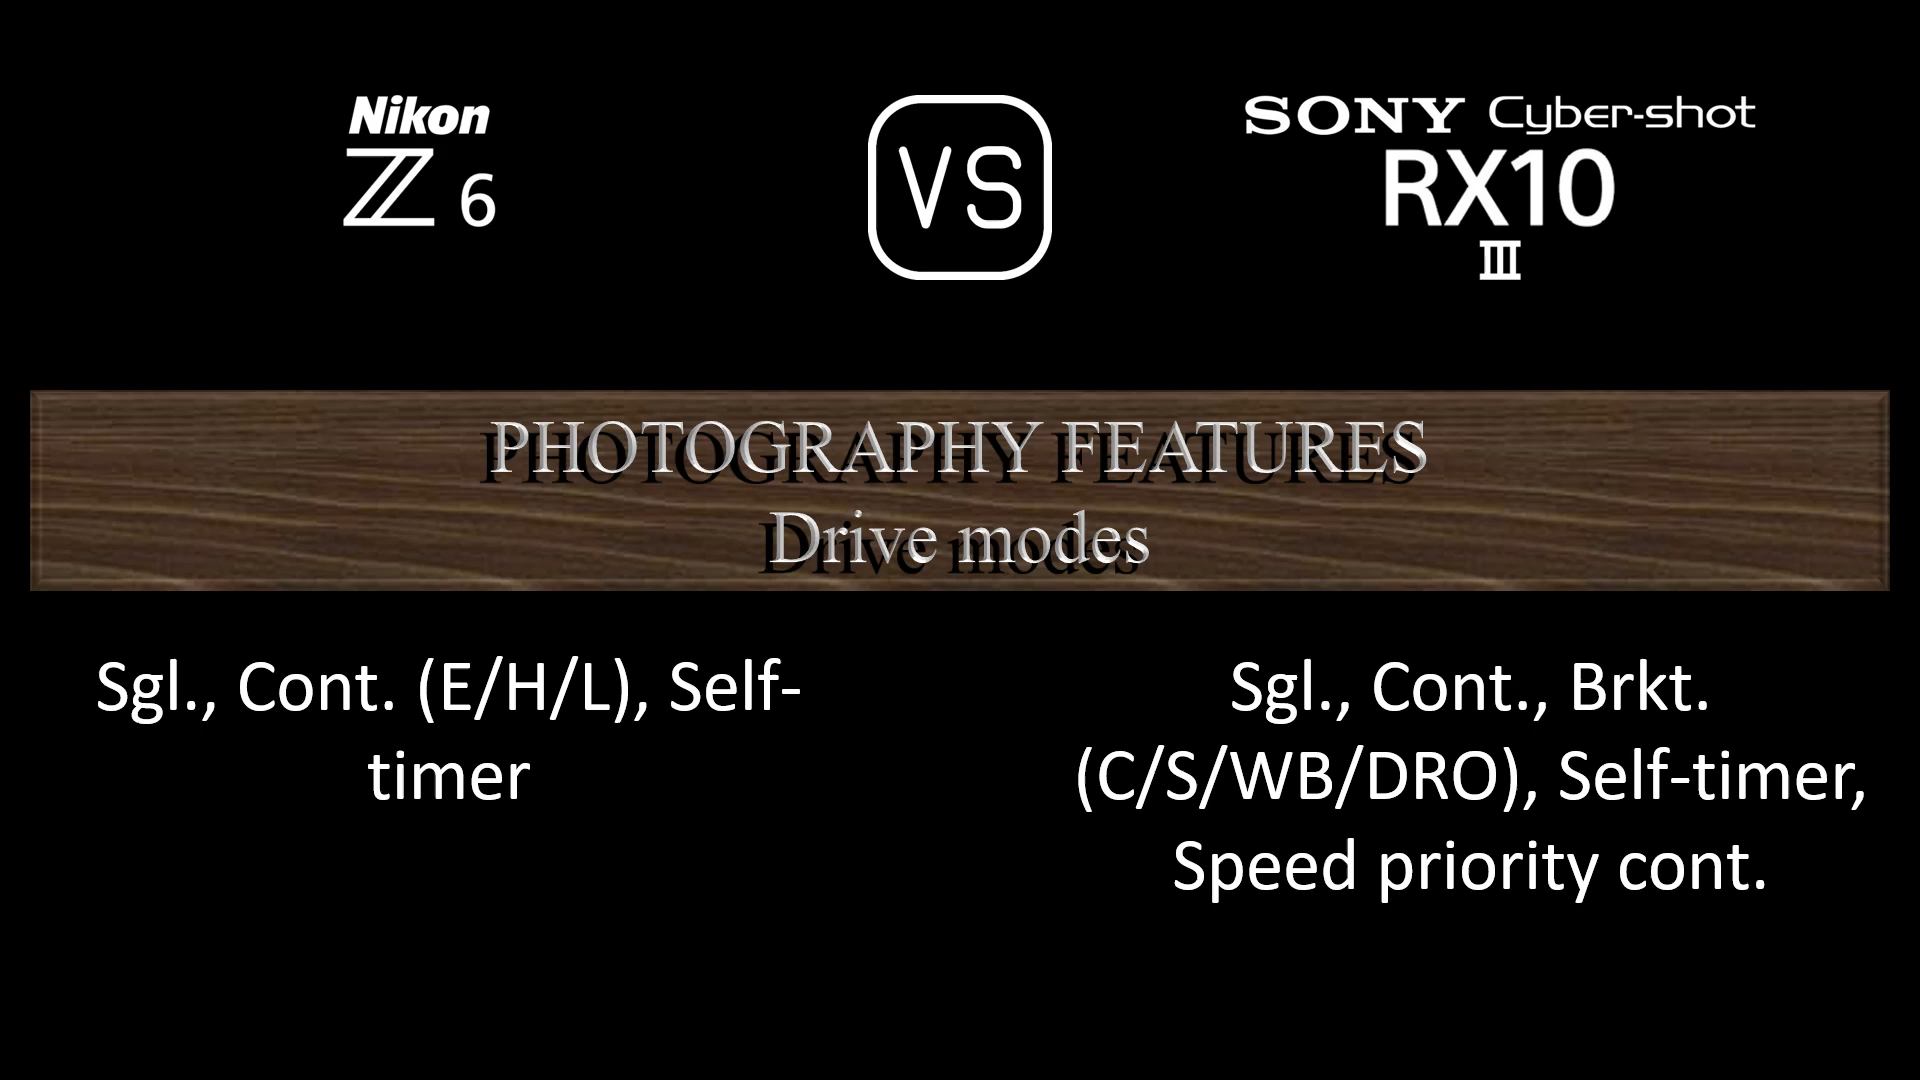 Nikon
Z 6
VS
SONY Cyber-shot
RX10
III
PHOTOGRAPHY FEATURES
Drive modes
Sgl., Cont. (E/H/L), Self-
timer
Sgl., Cont., Brkt.
(C/S/WB/DRO), Self-timer,
Speed priority cont.